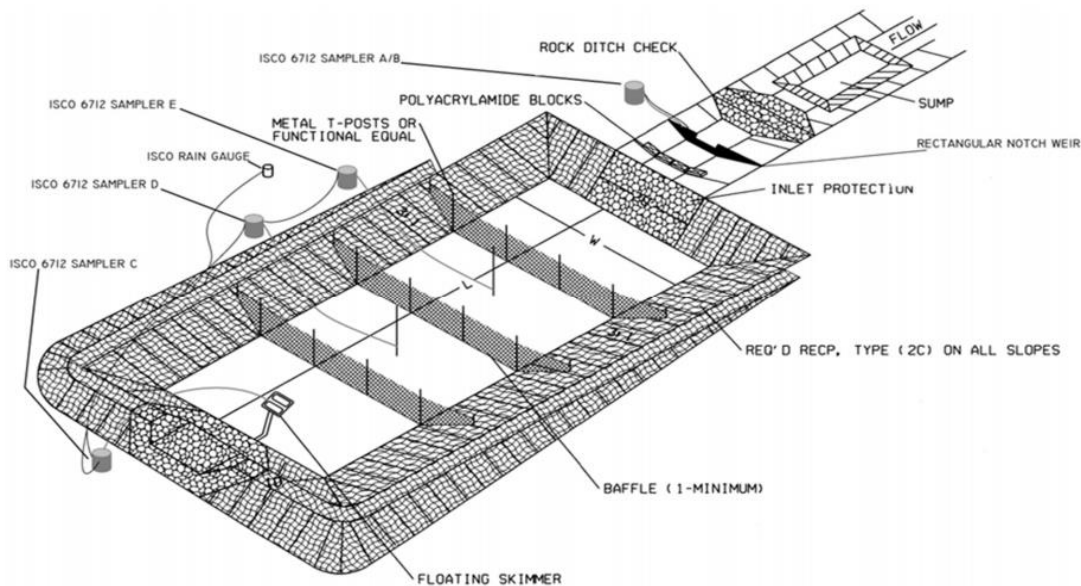 FLOW
ISCO 6712 SAMPLER A/B
ROCK DITCH CHECK
POLYACRYLAMIDE BLOCKS
SUMP
ISCO 6712 SAMPLER E
METAL T-POSTS OR
FUNCTIONAL EQUAL
RECTANGULAR NOTCH WEIR
ISCO RAIN GAUGE
INLET PROTECTION
ISCO 6712 SAMPLER D
W
L
ISCO 6712 SAMPLER C
REQ'D RECP. TYPE (2C) ON ALL SLOPES
BAFFLE (1-MINIMUM)
10
FLOATING SKIMMER